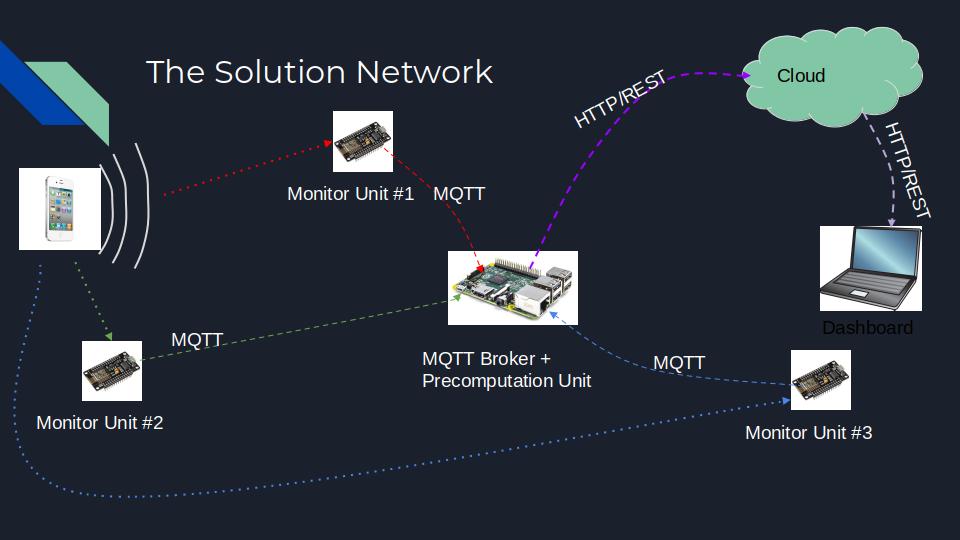 The Solution Network
Cloud
HTTP/REST
HTTP/REST
Monitor Unit #1
MQTT
MQTT
MQTT Broker +
Precomputation Unit
MQTT
Dashboard
Monitor Unit #2
Monitor Unit #3